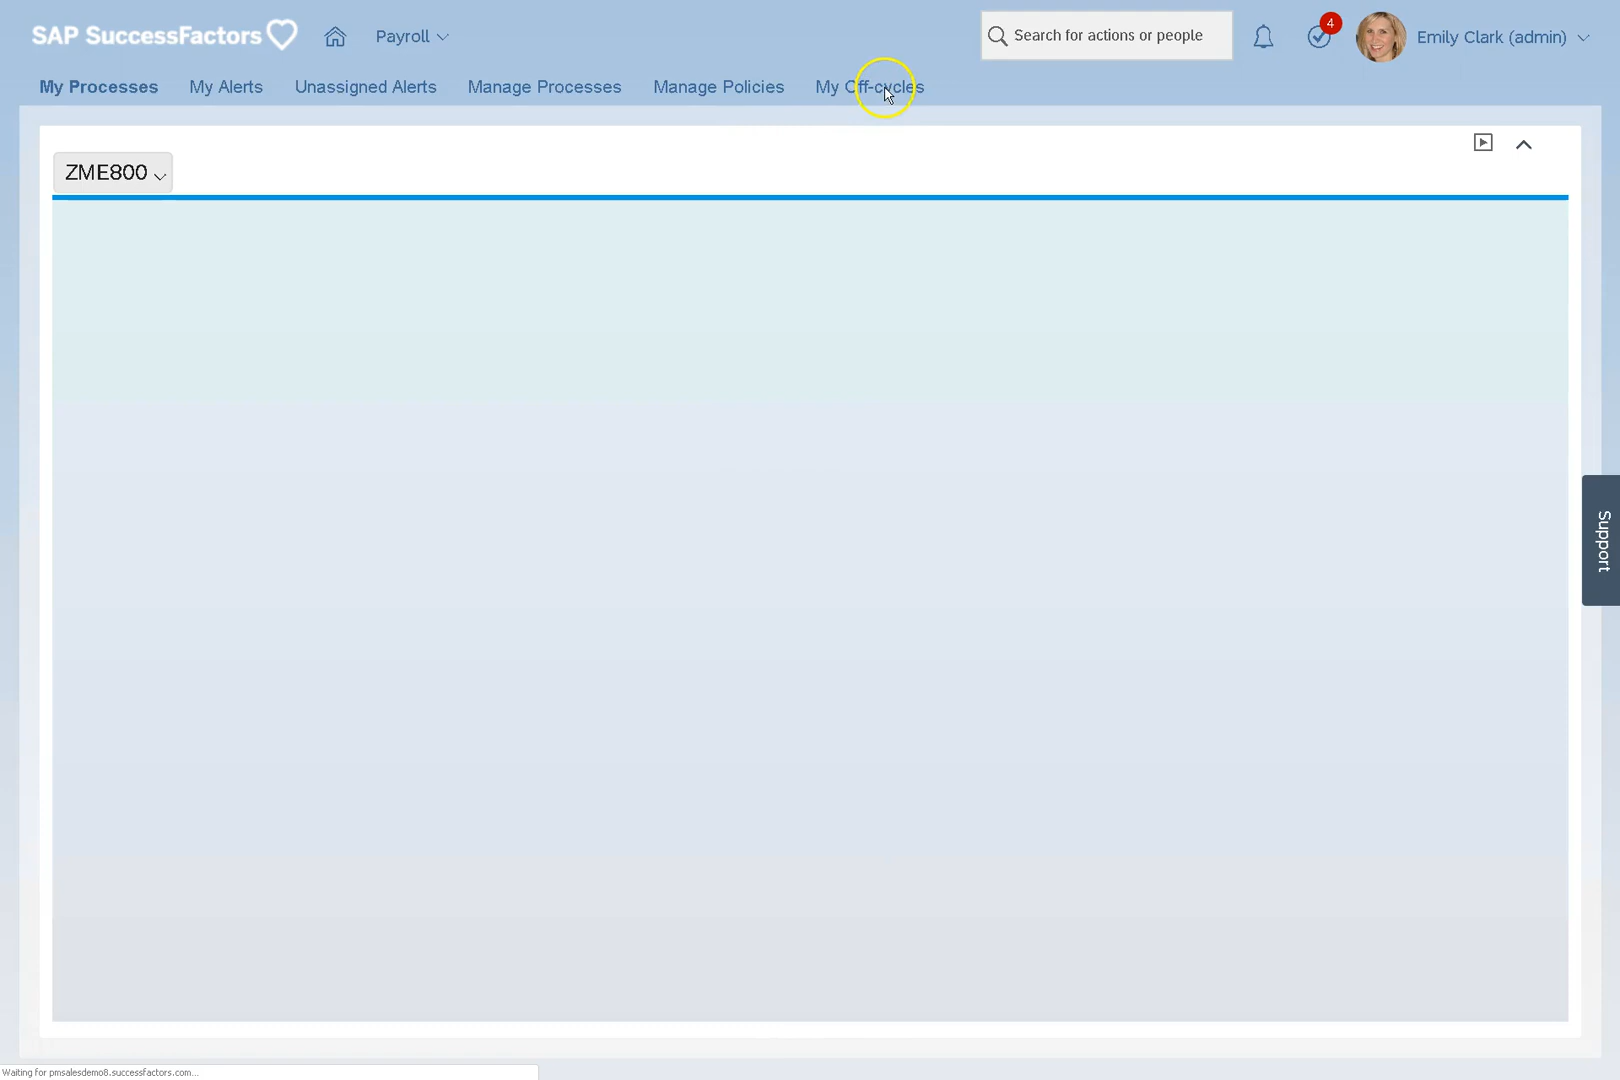 SAP SuccessFactors Payroll Search for actions or people 4 Emily Clark (admin)
My Processes My Alerts Unassigned Alerts Manage Processes Manage Policies My Off-cycles
ZME800
Support
Waiting for pmsalesdemo8.successfactors.com...